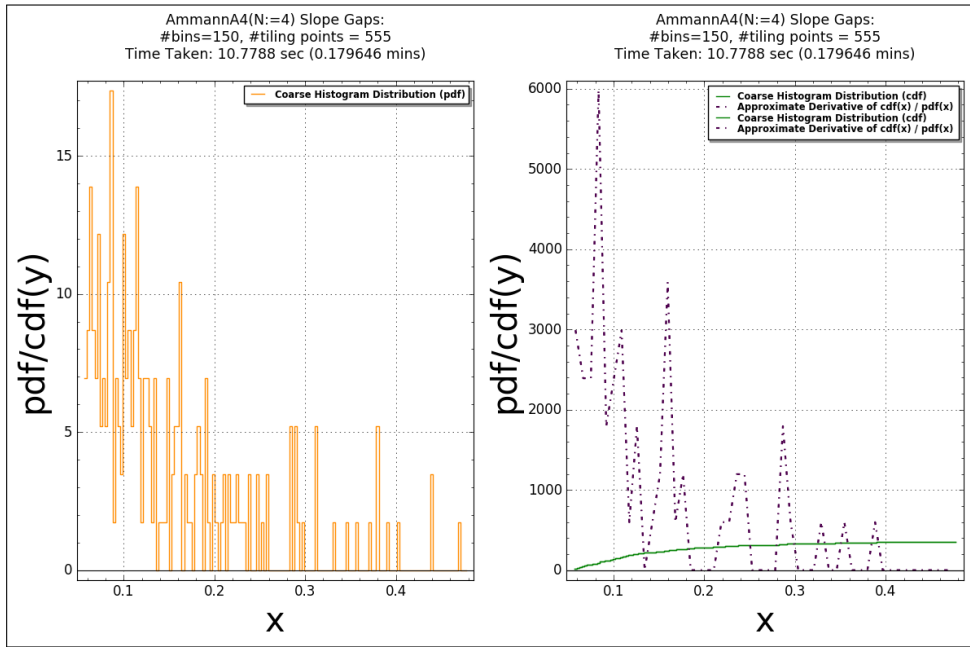 AmmannA4(N:=4) Slope Gaps:
#bins=150, #tiling points = 555
Time Taken: 10.7788 sec (0.179646 mins)
Coarse Histogram Distribution (pdf)
15
10
5
0
0.1 0.2 0.3 0.4
pdf/cdf(y)
x
AmmannA4(N:=4) Slope Gaps:
#bins=150, #tiling points = 555
Time Taken: 10.7788 sec (0.179646 mins)
Coarse Histogram Distribution (cdf)
Approximate Derivative of cdf(x) / pdf(x)
Coarse Histogram Distribution (cdf)
Approximate Derivative of cdf(x) / pdf(x)
6000
5000
4000
3000
2000
1000
0
0.1 0.2 0.3 0.4
pdf/cdf(y)
x